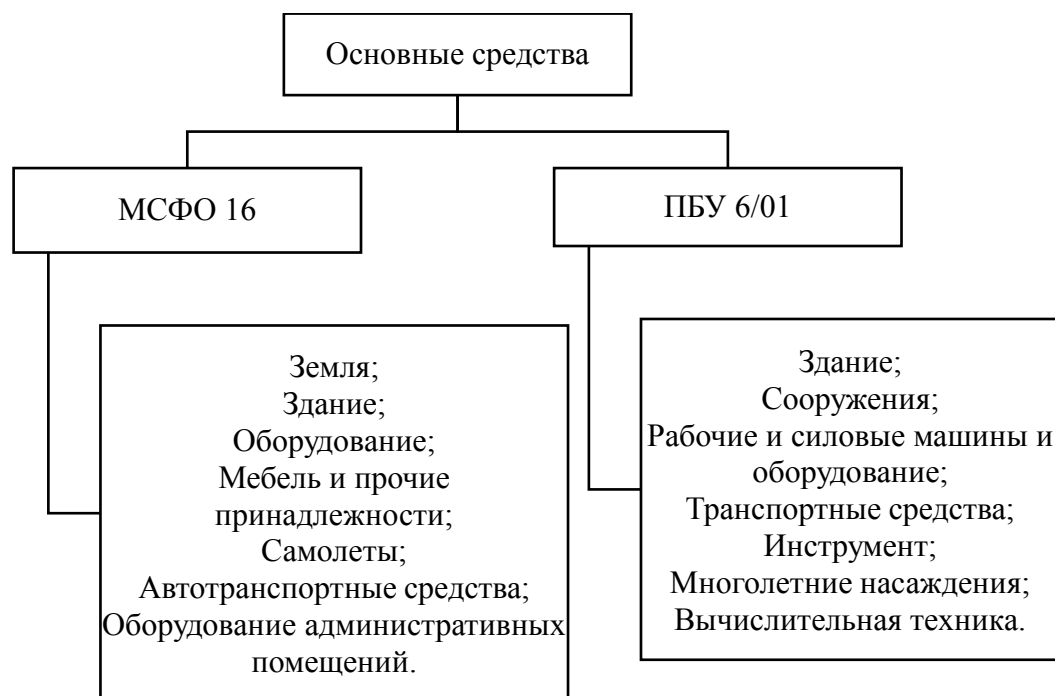 Основные средства
МСФО 16
ПБУ 6/01
Земля;
Здание;
Оборудование;
Мебель и прочие
принадлежности;
Самолеты;
Автотранспортные средства;
Оборудование административных
помещений.
Здание;
Сооружения;
Рабочие и силовые машины и
оборудование;
Транспортные средства;
Инструмент;
Многолетние насаждения;
Вычислительная техника.